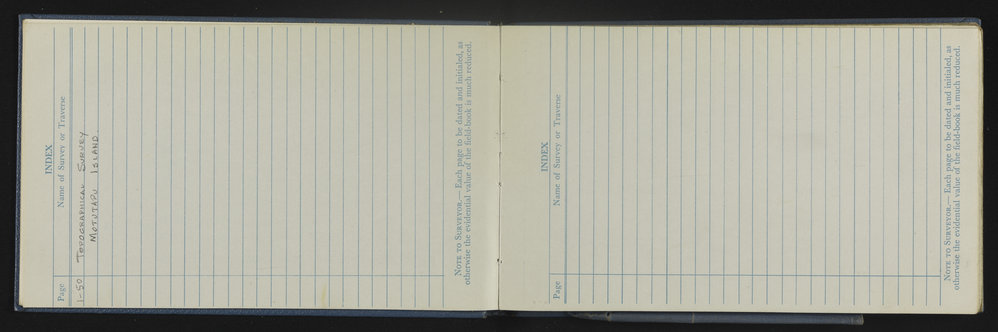 INDEX
Page Name of Survey or Traverse
1-50 TOPOGRAPHICAL SURVEY
MOTUTAPU ISLAND
NOTE TO SURVEYOR.— Each page to be dated and initialed, as
otherwise the evidential value of the field-book is much reduced.
INDEX
Page Name of Survey or Traverse
NOTE TO SURVEYOR.— Each page to be dated and initialed, as
otherwise the evidential value of the field-book is much reduced.